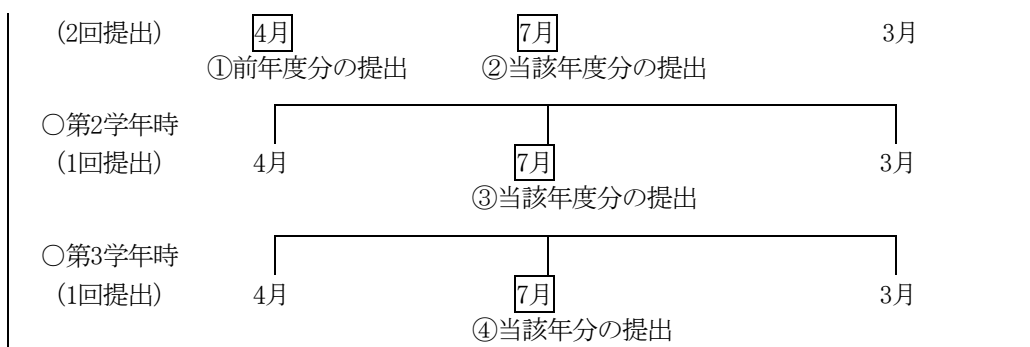 (2回提出) 4月 7月 3月
①前年度分の提出 ②当該年度分の提出
○第2学年時
(1回提出) 4月 7月 3月
③当該年度分の提出
○第3学年時
(1回提出) 4月 7月 3月
④当該年分の提出